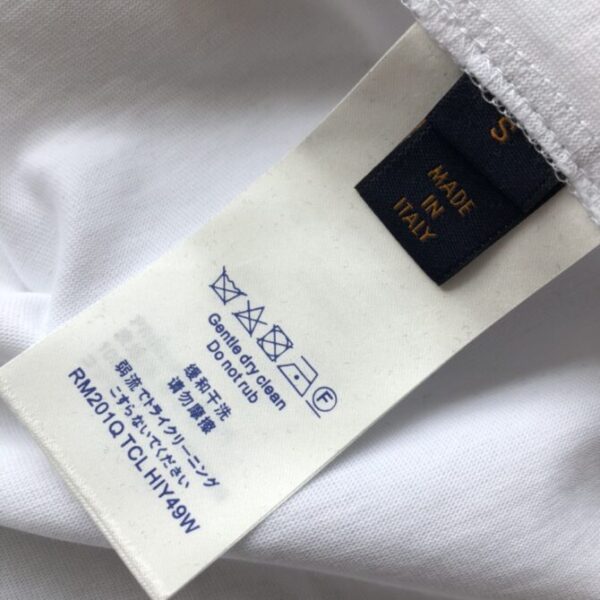 S
MADE
IN
ITALY
F
Gentle dry clean
Do not rub
缓和干洗
请勿摩擦
弱流でドライクリーニング
こすらないでください
RM201Q TCL HIY49W